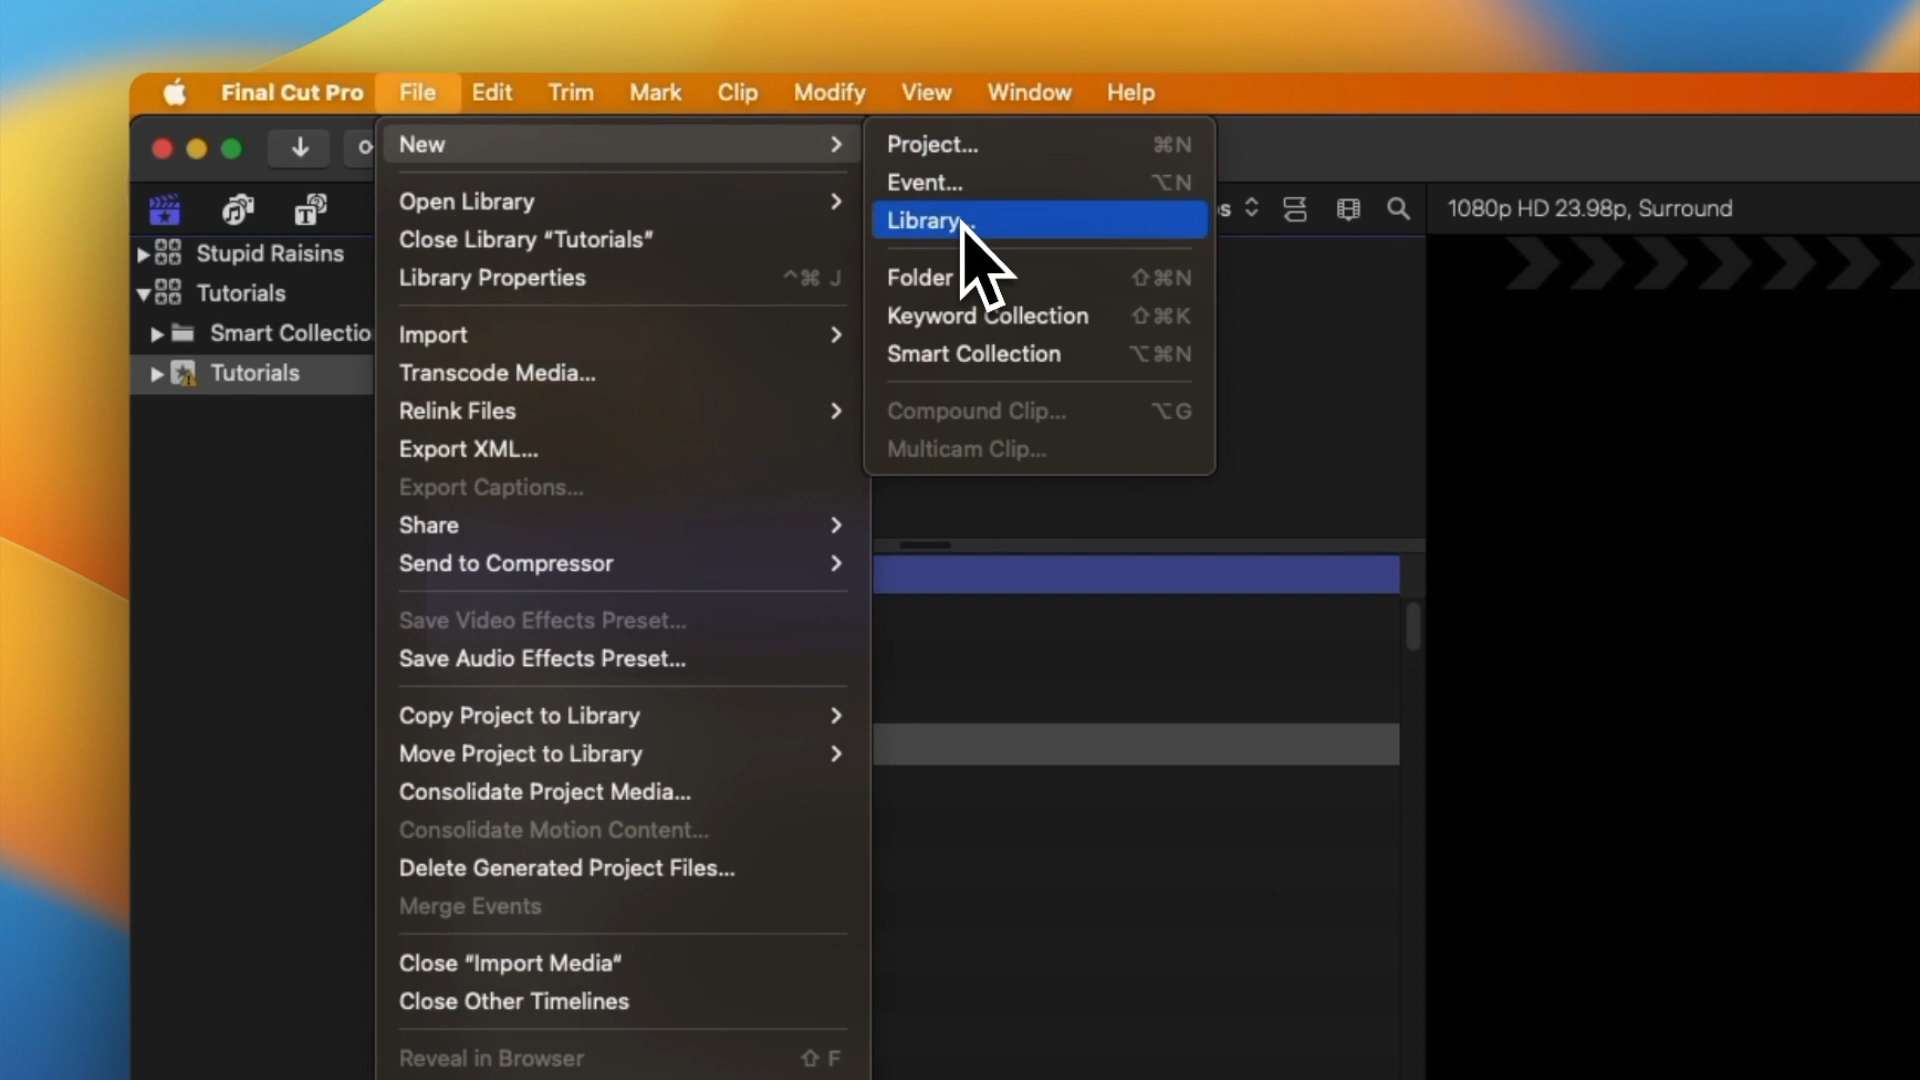 Final Cut Pro File Edit Trim Mark Clip Modify View Window Help
New
Open Library
Close Library “Tutorials”
Library Properties ^⌘ J
Import
Transcode Media...
Relink Files
Export XML...
Export Captions...
Share
Send to Compressor
Save Video Effects Preset...
Save Audio Effects Preset...
Copy Project to Library
Move Project to Library
Consolidate Project Media...
Consolidate Motion Content...
Delete Generated Project Files...
Merge Events
Close “Import Media”
Close Other Timelines
Reveal in Browser ⇧ F
Project... ⌘N
Event... ⌥N
Library...
Folder ⇧⌘N
Keyword Collection ⇧⌘K
Smart Collection ⌥⌘N
Compound Clip... ⌥G
Multicam Clip...
Stupid Raisins
Tutorials
Smart Collectio
Tutorials
1080p HD 23.98p, Surround